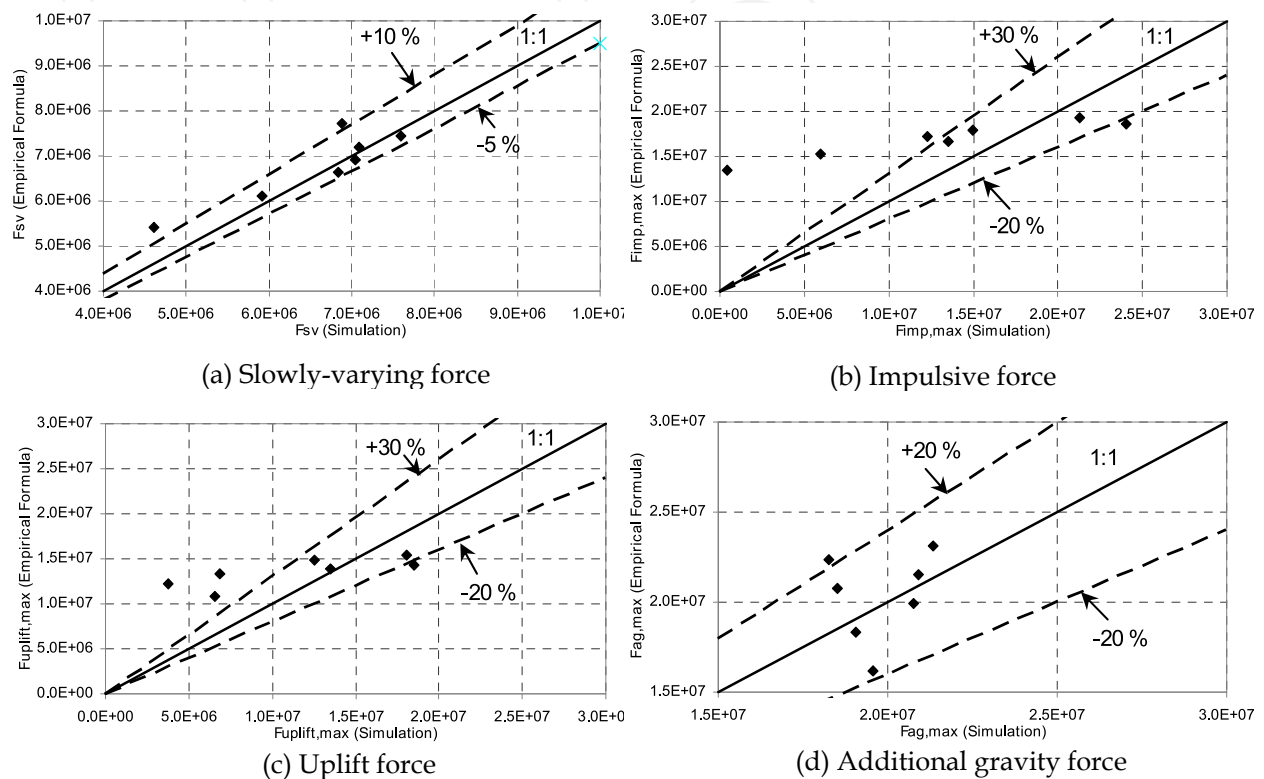 Fsv (Empirical Formula)
1.0E+07
9.0E+06
8.0E+06
7.0E+06
6.0E+06
5.0E+06
4.0E+06
+10 %
1:1
-5 %
4.0E+06 5.0E+06 6.0E+06 7.0E+06 8.0E+06 9.0E+06 1.0E+07
Fsv (Simulation)
(a) Slowly-varying force
Fimp,max (Empirical Formula)
3.0E+07
2.5E+07
2.0E+07
1.5E+07
1.0E+07
5.0E+06
0.0E+00
+30 %
1:1
-20 %
0.0E+00 5.0E+06 1.0E+07 1.5E+07 2.0E+07 2.5E+07 3.0E+07
Fimp,max (Simulation)
(b) Impulsive force
Fuplift,max (Empirical Formula)
3.0E+07
2.5E+07
2.0E+07
1.5E+07
1.0E+07
5.0E+06
0.0E+00
+30 %
1:1
-20 %
0.0E+00 5.0E+06 1.0E+07 1.5E+07 2.0E+07 2.5E+07 3.0E+07
Fuplift,max (Simulation)
(c) Uplift force
Fag,max (Empirical Formula)
3.0E+07
2.5E+07
2.0E+07
1.5E+07
+20 %
1:1
-20 %
1.5E+07 2.0E+07 2.5E+07 3.0E+07
Fag,max (Simulation)
(d) Additional gravity force